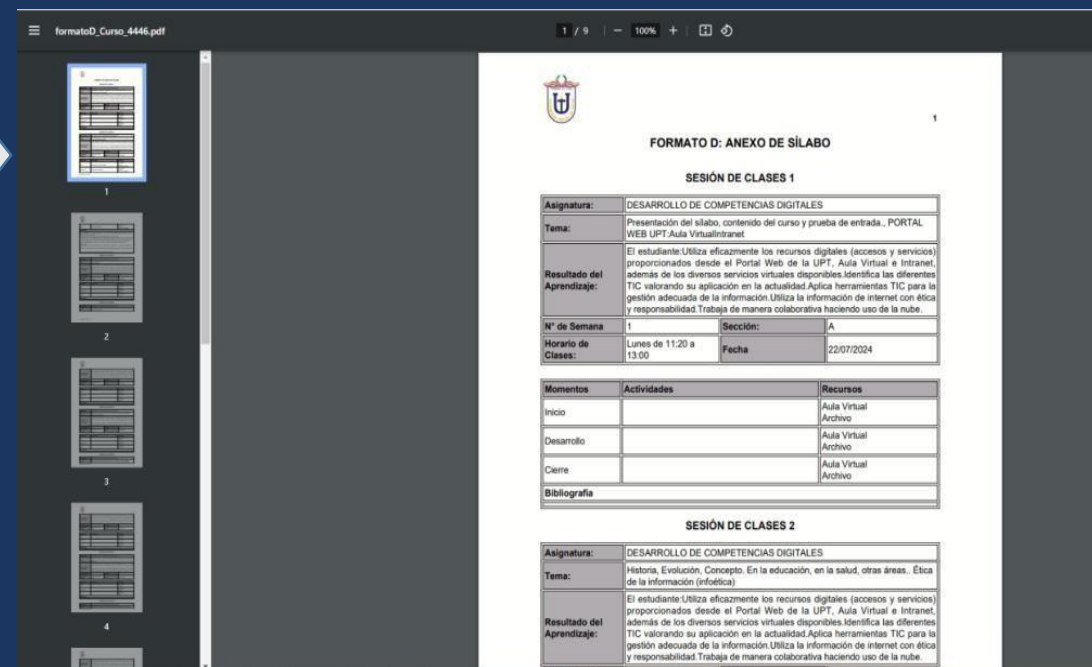 formatoD_Curso_4446.pdf
1 / 9
100%
1
2
3
4
1
FORMATO D: ANEXO DE SÍLABO
SESIÓN DE CLASES 1
Asignatura: DESARROLLO DE COMPETENCIAS DIGITALES
Tema: Presentación del sílabo, contenido del curso y prueba de entrada., PORTAL
WEB UPT:Aula VirtualIntranet
Resultado del Aprendizaje: El estudiante:Utiliza eficazmente los recursos digitales (accesos y servicios)
proporcionados desde el Portal Web de la UPT, Aula Virtual e Intranet,
además de los diversos servicios virtuales disponibles.Identifica las diferentes
TIC valorando su aplicación en la actualidad.Aplica herramientas TIC para la
gestión adecuada de la información.Utiliza la información de internet con ética
y responsabilidad.Trabaja de manera colaborativa haciendo uso de la nube.
N° de Semana 1 Sección: A
Horario de Clases: Lunes de 11:20 a 13:00 Fecha 22/07/2024
Momentos Actividades Recursos
Inicio Aula Virtual
Archivo
Desarrollo Aula Virtual
Archivo
Cierre Aula Virtual
Archivo
Bibliografía
SESIÓN DE CLASES 2
Asignatura: DESARROLLO DE COMPETENCIAS DIGITALES
Tema: Historia, Evolución, Concepto. En la educación, en la salud, otras áreas.. Ética
de la información (infoética)
Resultado del Aprendizaje: El estudiante:Utiliza eficazmente los recursos digitales (accesos y servicios)
proporcionados desde el Portal Web de la UPT, Aula Virtual e Intranet,
además de los diversos servicios virtuales disponibles.Identifica las diferentes
TIC valorando su aplicación en la actualidad.Aplica herramientas TIC para la
gestión adecuada de la información.Utiliza la información de internet con ética
y responsabilidad.Trabaja de manera colaborativa haciendo uso de la nube.